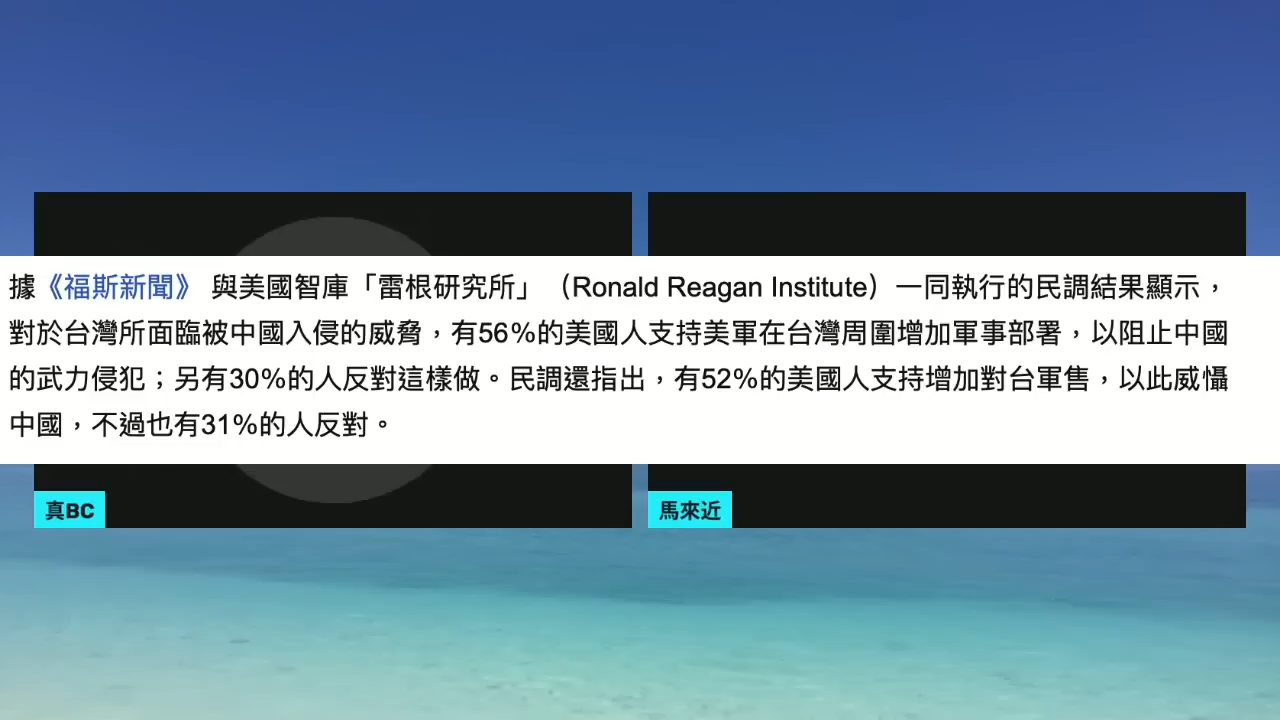 據《福斯新聞》 與美國智庫「雷根研究所」（Ronald Reagan Institute）一同執行的民調結果顯示，
對於台灣所面臨被中國入侵的威脅，有56%的美國人支持美軍在台灣周圍增加軍事部署，以阻止中國
的武力侵犯；另有30%的人反對這樣做。民調還指出，有52%的美國人支持增加對台軍售，以此威懾
中國，不過也有31%的人反對。
真BC
馬來近